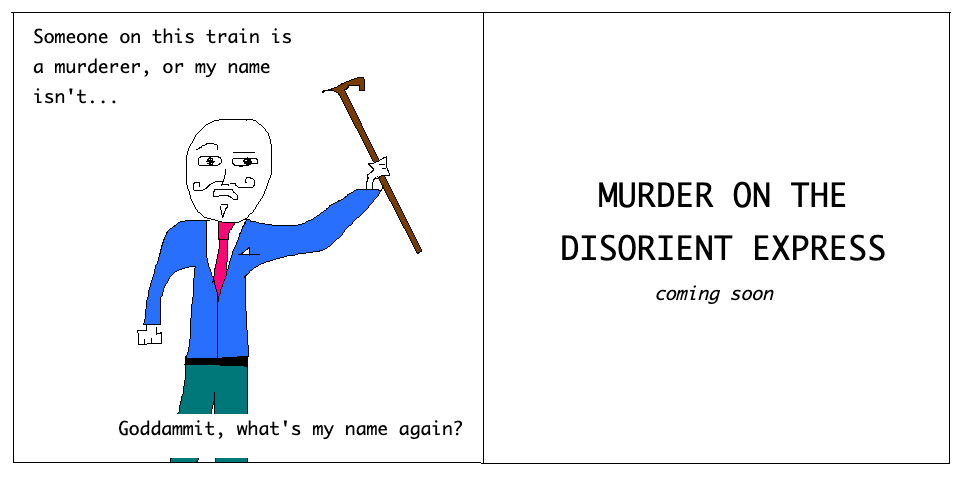 Someone on this train is
a murderer, or my name
isn't...
Goddammit, what's my name again?
MURDER ON THE
DISORIENT EXPRESS
coming soon